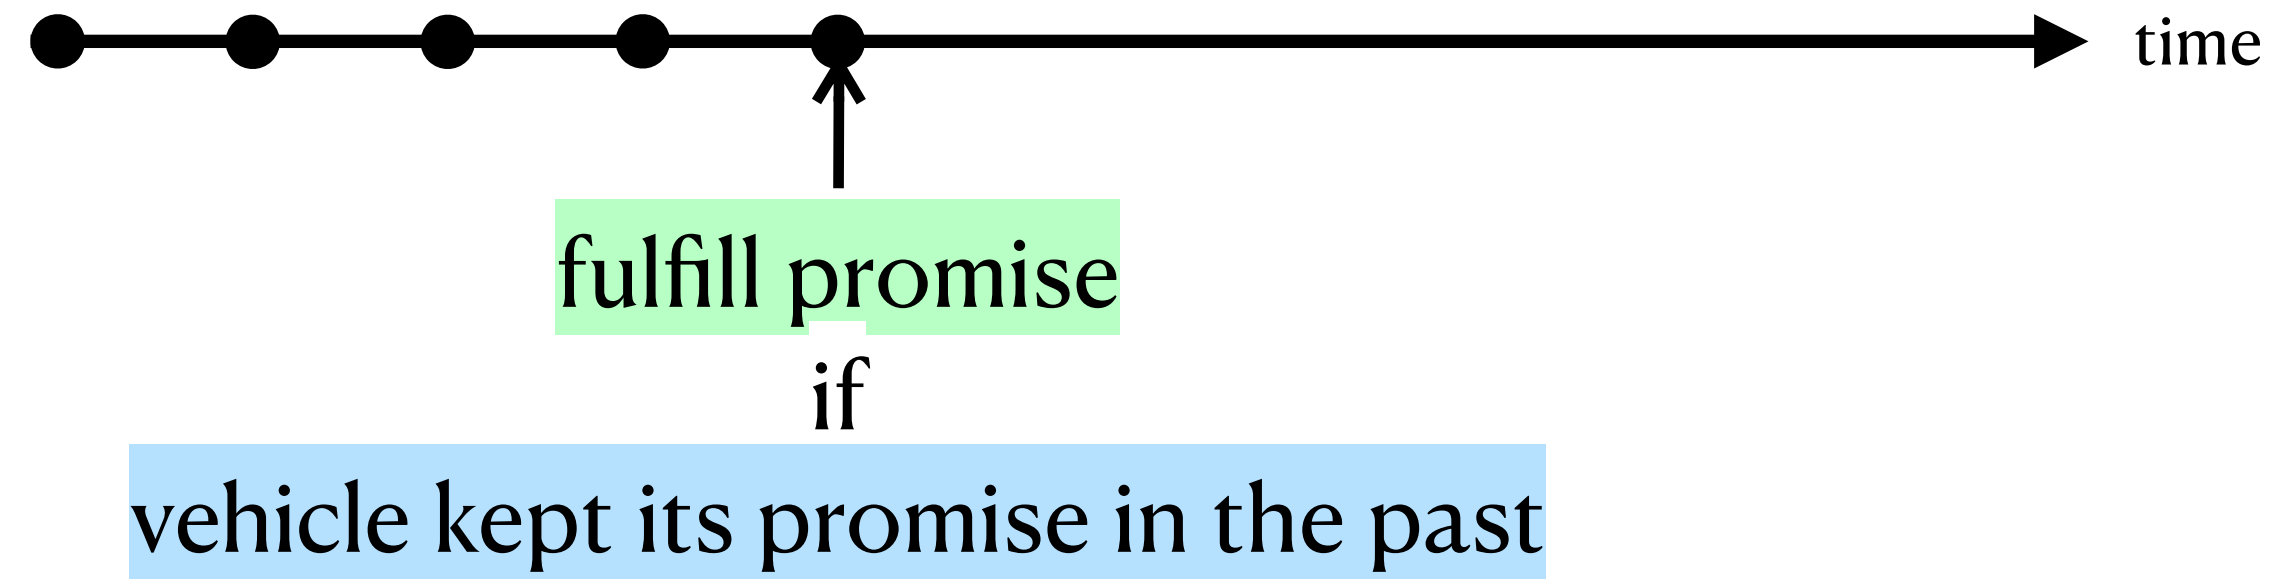 time
fulfill promise
if
vehicle kept its promise in the past